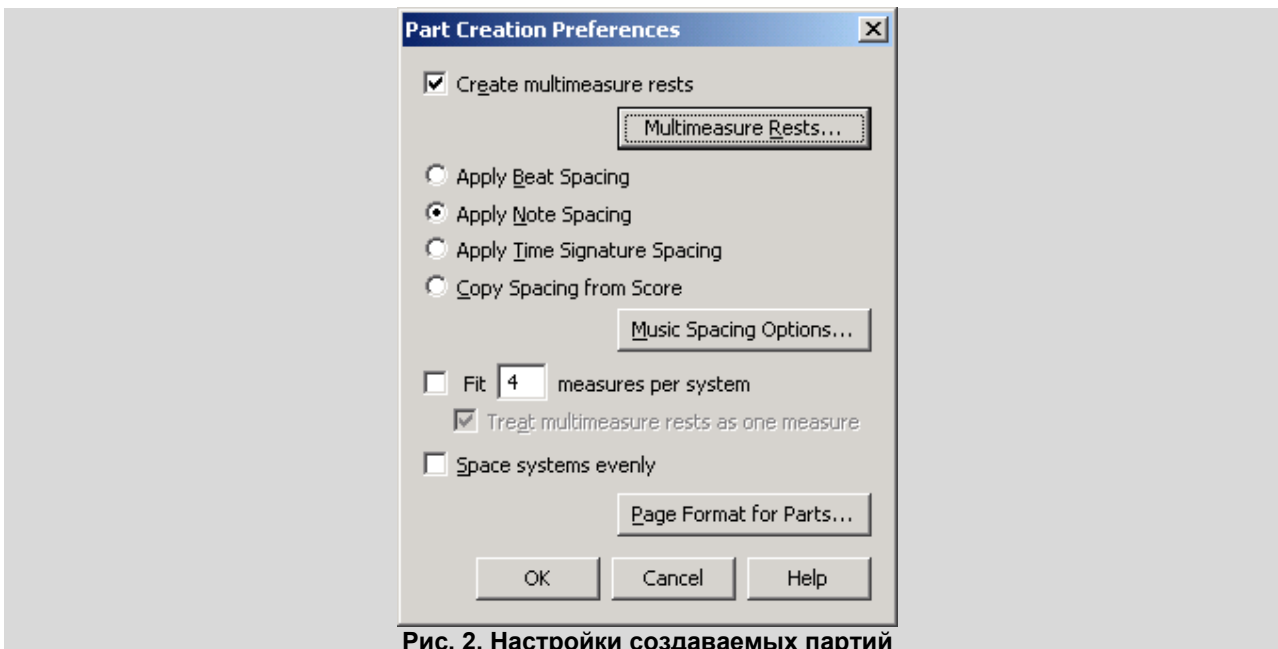 Part Creation Preferences
Create multimeasure rests
Multimeasure Rests...
Apply Beat Spacing
Apply Note Spacing
Apply Time Signature Spacing
Copy Spacing from Score
Music Spacing Options...
Fit 4 measures per system
Treat multimeasure rests as one measure
Space systems evenly
Page Format for Parts...
OK Cancel Help
Рис. 2. Настройки создаваемых партий